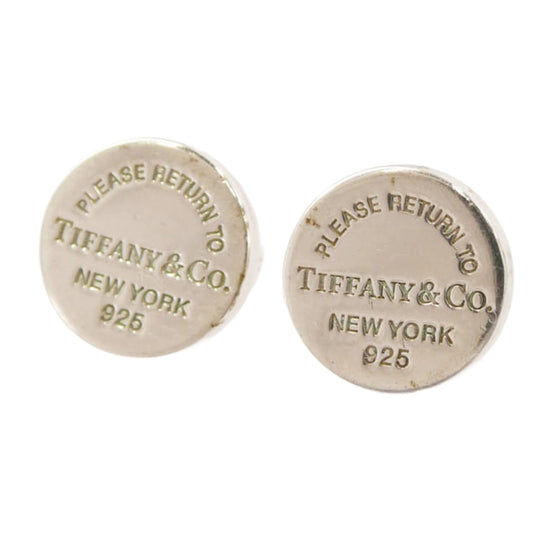 PLEASE RETURN TO
TIFFANY & CO.
NEW YORK
925
PLEASE RETURN TO
TIFFANY & CO.
NEW YORK
925